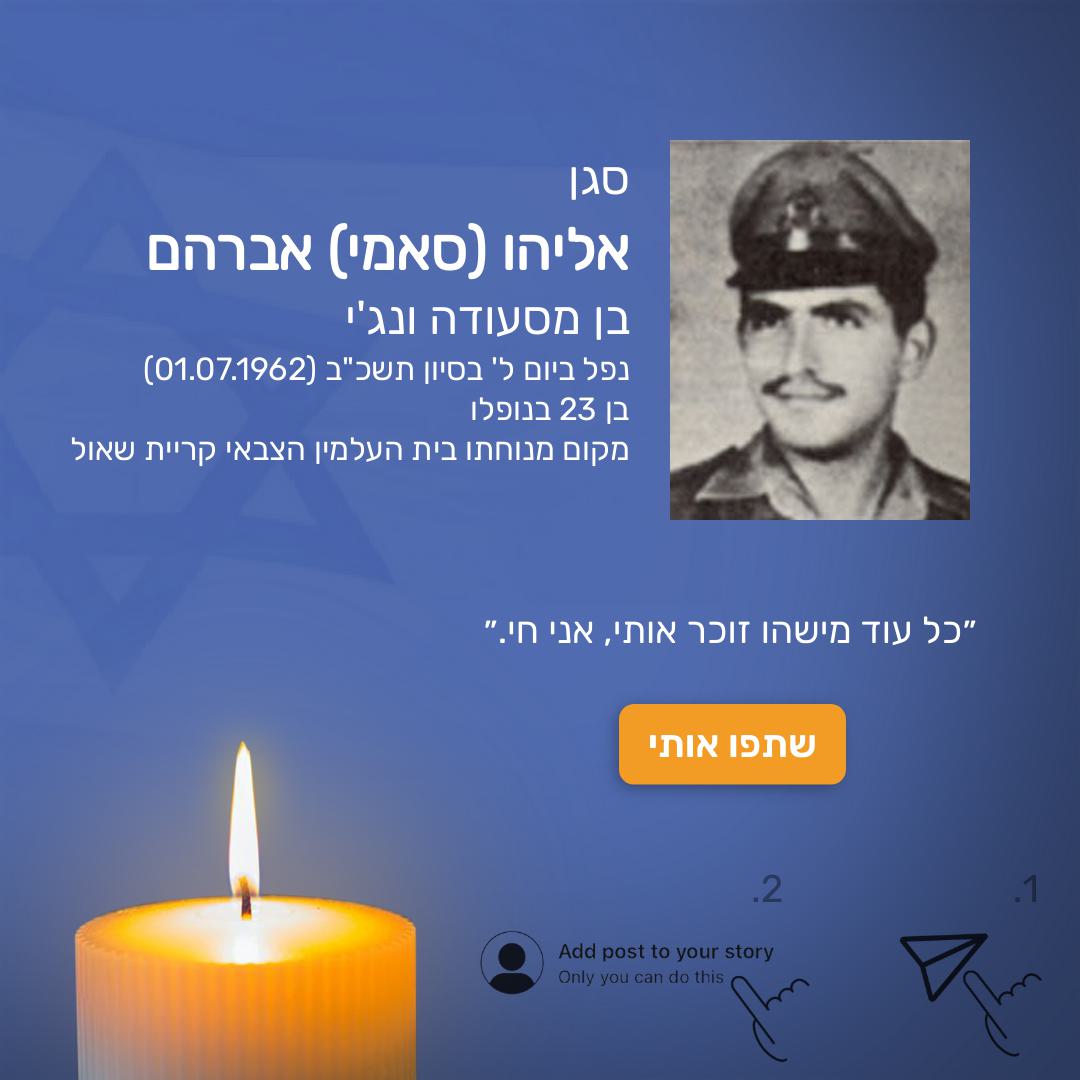 סגן
אליהו (סאמי) אברהם
בן מסעודה ונג'י
נפל ביום ל' בסיון תשכ"ב (01.07.1962)
בן 23 בנופלו
מקום מנוחתו בית העלמין הצבאי קריית שאול
״כל עוד מישהו זוכר אותי, אני חי.״
שתפו אותי
.1
.2
Add post to your story
Only you can do this